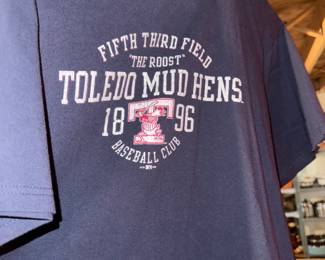 FIFTH THIRD FIELD
"THE ROOST"
TOLEDO MUD HENS
18 T 96
BASEBALL CLUB